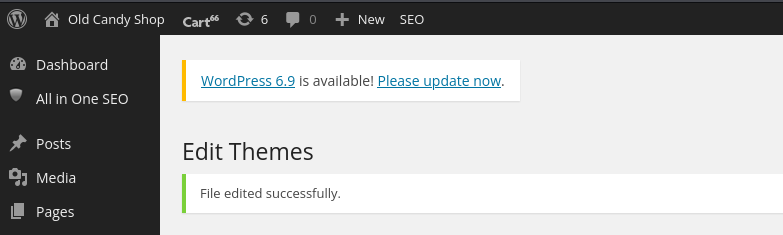 Old Candy Shop Cart66 6 0 New SEO
Dashboard
WordPress 6.9 is available! Please update now.
All in One SEO
Posts
Edit Themes
Media
File edited successfully.
Pages